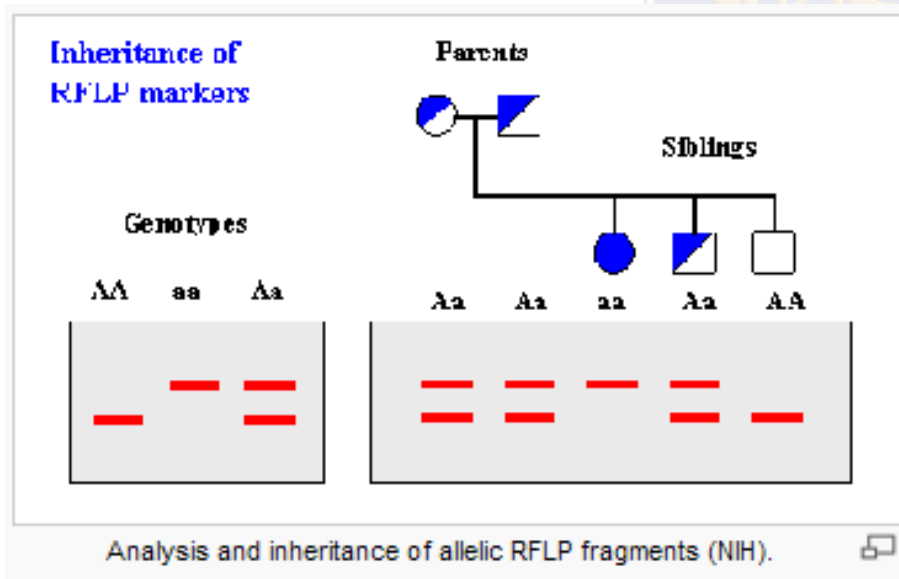 Inheritance of
RFLP markers
Parents
Siblings
Genotypes
AA aa Aa
Aa Aa aa Aa AA
Analysis and inheritance of allelic RFLP fragments (NIH).